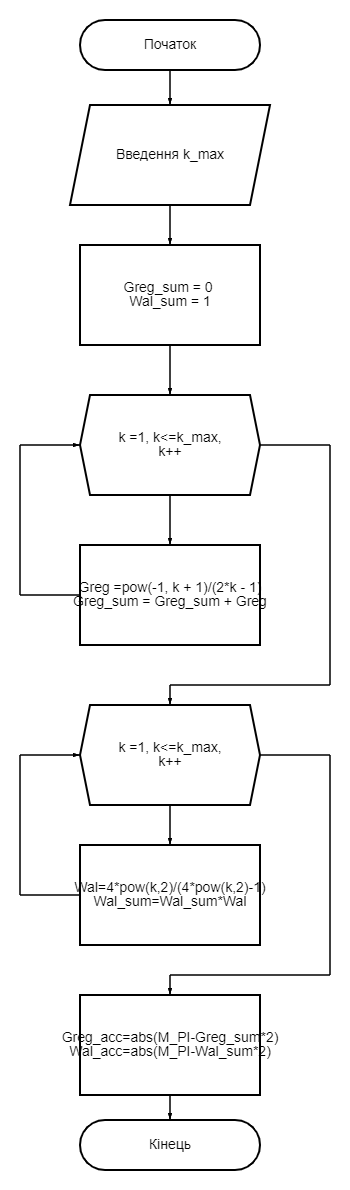 Початок
Введення k_max
Greg_sum = 0
Wal_sum = 1
k =1, k<=k_max,
k++
Greg =pow(-1, k + 1)/(2*k - 1)
Greg_sum = Greg_sum + Greg
k =1, k<=k_max,
k++
Wal=4*pow(k,2)/(4*pow(k,2)-1)
Wal_sum=Wal_sum*Wal
Greg_acc=abs(M_PI-Greg_sum*2)
Wal_acc=abs(M_PI-Wal_sum*2)
Кінець